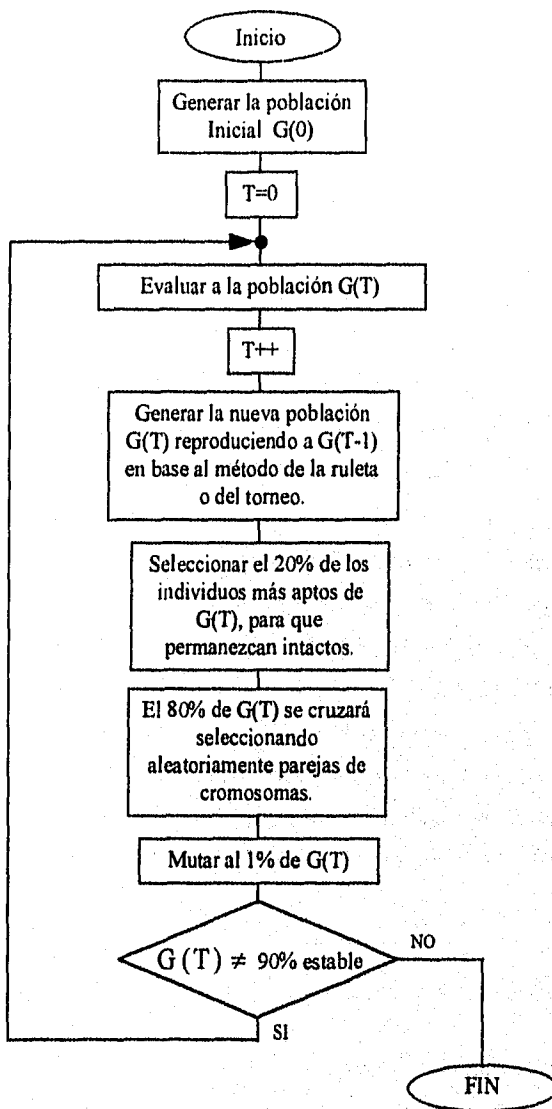 Inicio
Generar la población
Inicial G(0)
T=0
Evaluar a la población G(T)
T++
Generar la nueva población
G(T) reproduciendo a G(T-1)
en base al método de la ruleta
o del torneo.
Seleccionar el 20% de los
individuos más aptos de
G(T), para que
permanezcan intactos.
El 80% de G(T) se cruzará
seleccionando
aleatoriamente parejas de
cromosomas.
Mutar al 1% de G(T)
G(T) ≠ 90% estable
NO
SI
FIN